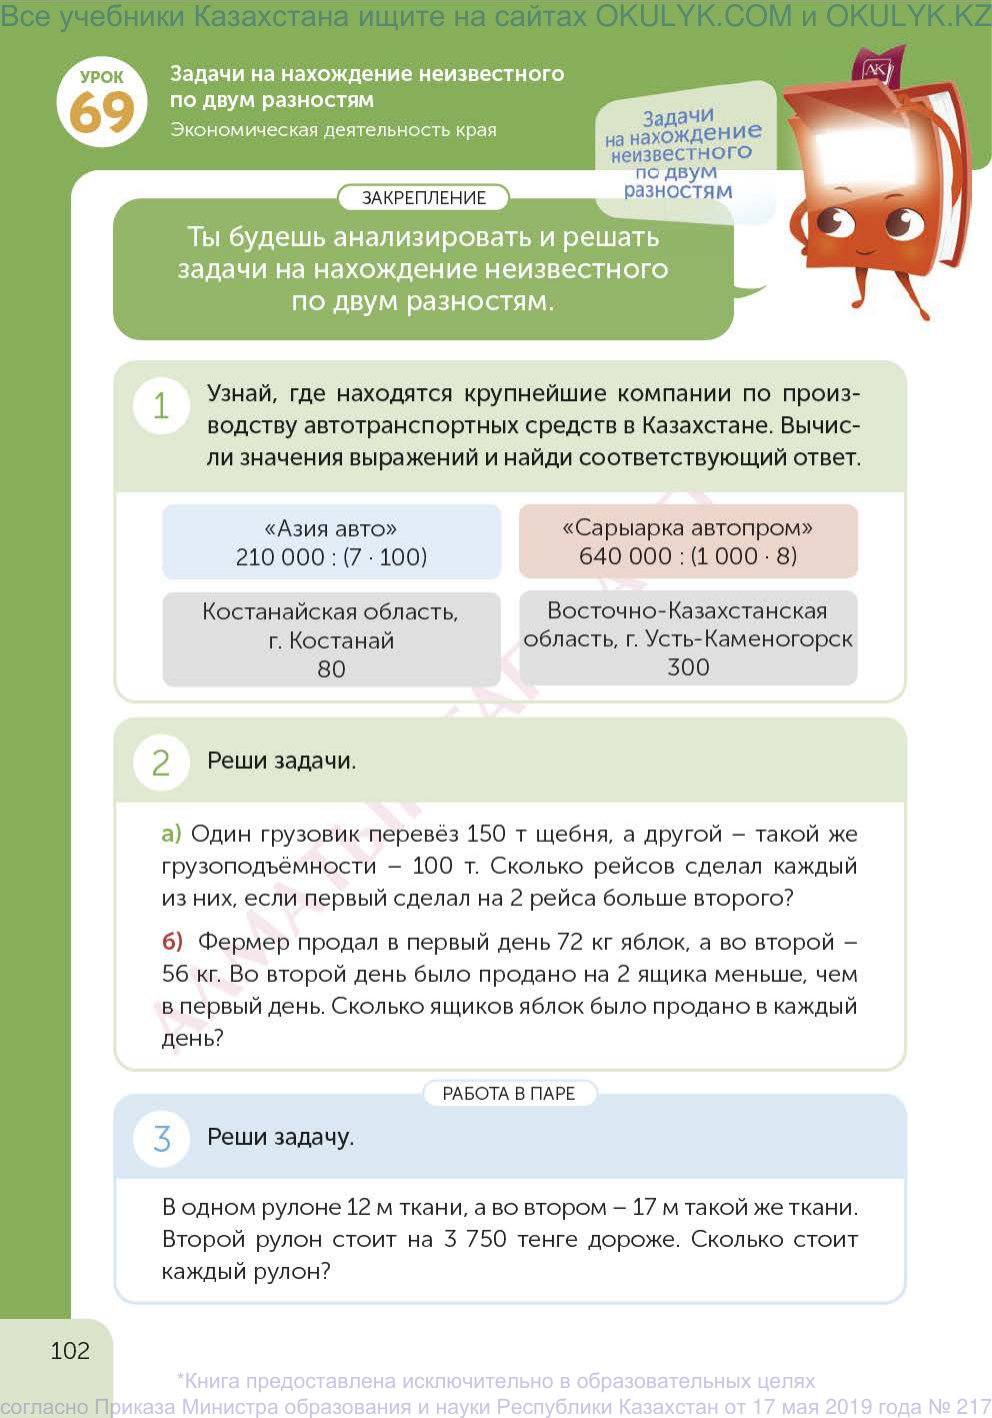 Все учебники Казахстана ищите на сайтах OKULYK.COM и OKULYK.KZ
УРОК
69
Задачи на нахождение неизвестного
по двум разностям
Экономическая деятельность края
Задачи
на нахождение
неизвестного
по двум
разностям
АК
ЗАКРЕПЛЕНИЕ
Ты будешь анализировать и решать
задачи на нахождение неизвестного
по двум разностям.
1
Узнай, где находятся крупнейшие компании по произ-
водству автотранспортных средств в Казахстане. Вычис-
ли значения выражений и найди соответствующий ответ.
«Азия авто»
210 000 : (7 · 100)
«Сарыарка автопром»
640 000 : (1 000 · 8)
Костанайская область,
г. Костанай
80
Восточно-Казахстанская
область, г. Усть-Каменогорск
300
2
Реши задачи.
а) Один грузовик перевёз 150 т щебня, а другой – такой же
грузоподъёмности – 100 т. Сколько рейсов сделал каждый
из них, если первый сделал на 2 рейса больше второго?
б) Фермер продал в первый день 72 кг яблок, а во второй –
56 кг. Во второй день было продано на 2 ящика меньше, чем
в первый день. Сколько ящиков яблок было продано в каждый
день?
РАБОТА В ПАРЕ
3
Реши задачу.
В одном рулоне 12 м ткани, а во втором – 17 м такой же ткани.
Второй рулон стоит на 3 750 тенге дороже. Сколько стоит
каждый рулон?
102
*Книга предоставлена исключительно в образовательных целях
согласно Приказа Министра образования и науки Республики Казахстан от 17 мая 2019 года № 217